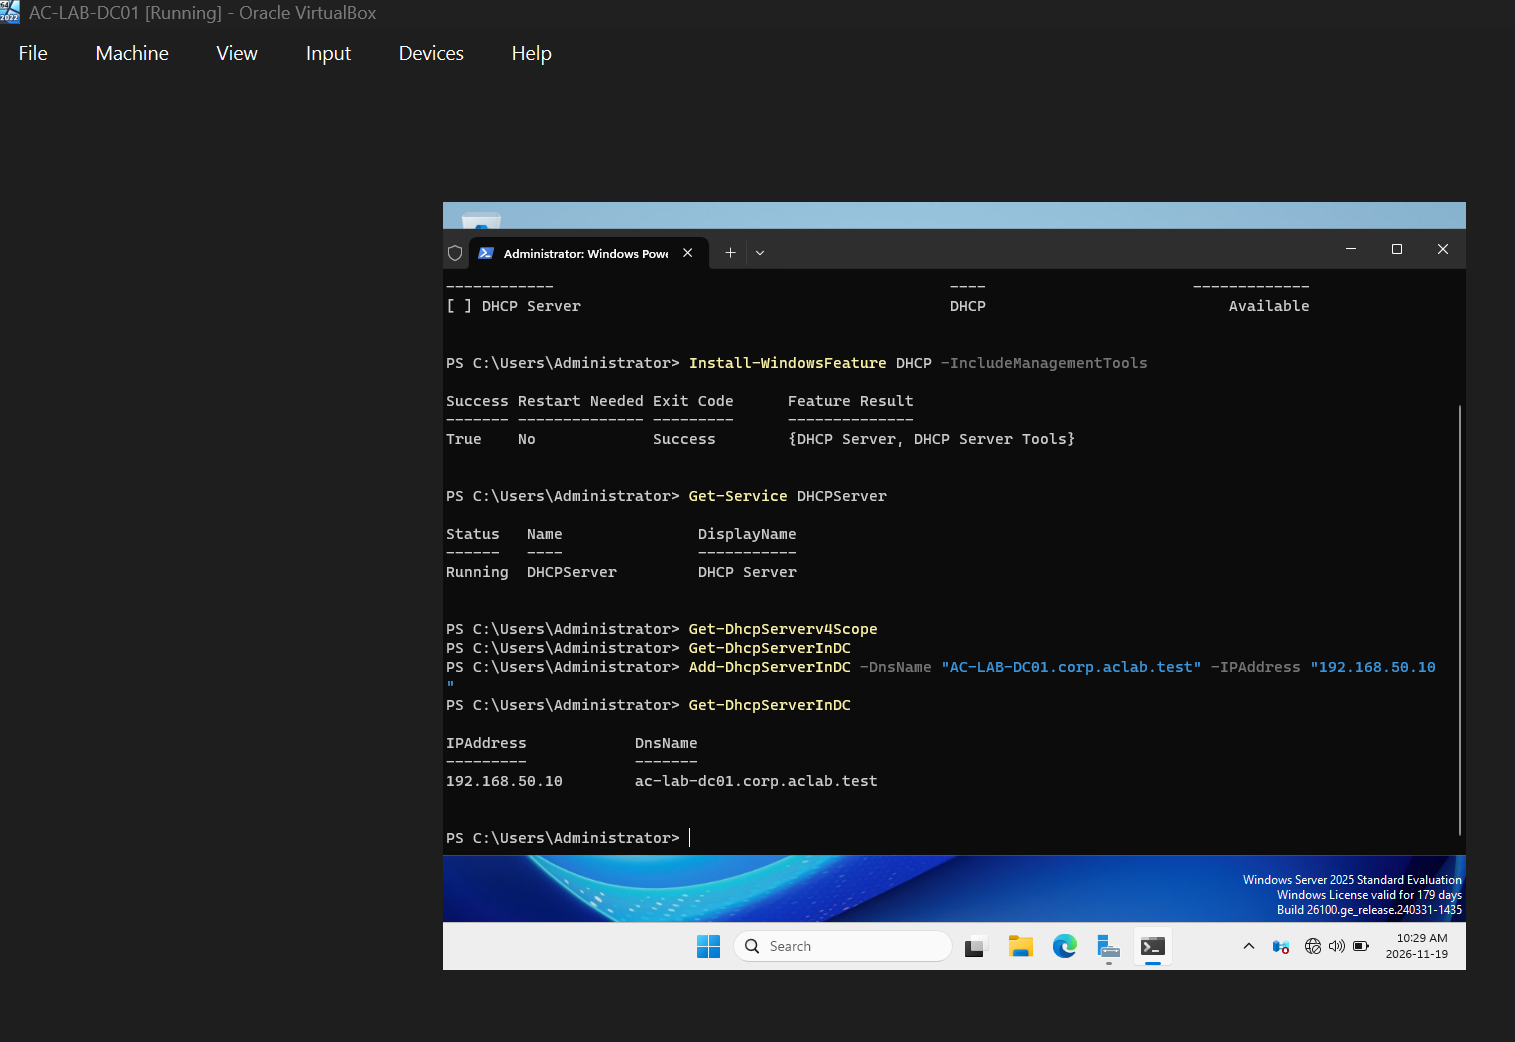 AC-LAB-DC01 [Running] - Oracle VirtualBox
File Machine View Input Devices Help
Administrator: Windows Powe
------------ ---- -------------
[ ] DHCP Server DHCP Available
PS C:\Users\Administrator> Install-WindowsFeature DHCP -IncludeManagementTools
Success Restart Needed Exit Code Feature Result
------- -------------- --------- --------------
True No Success {DHCP Server, DHCP Server Tools}
PS C:\Users\Administrator> Get-Service DHCPServer
Status Name DisplayName
------ ---- -----------
Running DHCPServer DHCP Server
PS C:\Users\Administrator> Get-DhcpServerv4Scope
PS C:\Users\Administrator> Get-DhcpServerInDC
PS C:\Users\Administrator> Add-DhcpServerInDC -DnsName "AC-LAB-DC01.corp.aclab.test" -IPAddress "192.168.50.10
"
PS C:\Users\Administrator> Get-DhcpServerInDC
IPAddress DnsName
--------- -------
192.168.50.10 ac-lab-dc01.corp.aclab.test
PS C:\Users\Administrator>
Windows Server 2025 Standard Evaluation
Windows License valid for 179 days
Build 26100.ge_release.240331-1435
Search
10:29 AM
2026-11-19